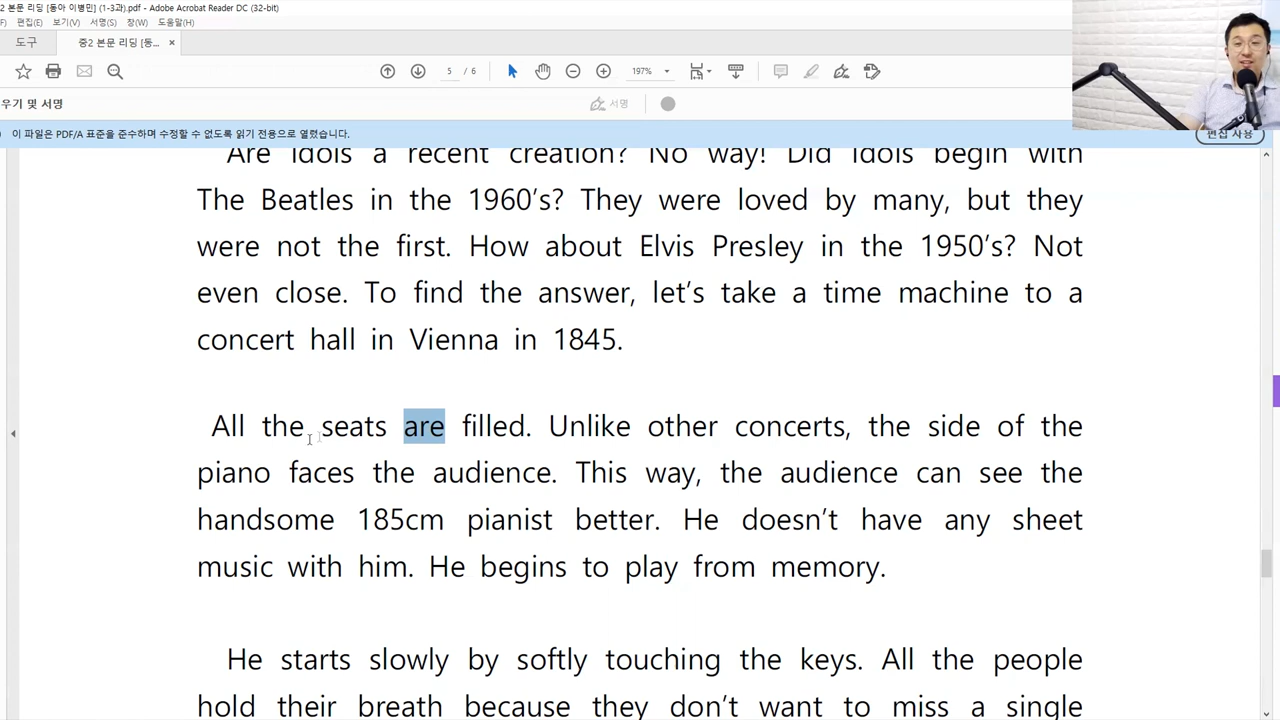 2 본문 리딩 [동아 이병민] (1-3과).pdf - Adobe Acrobat Reader DC (32-bit)
F) 편집(E) 보기(V) 서명(S) 창(W) 도움말(H)
도구 중2 본문 리딩 [동... ×
5 / 6 197%
우기 및 서명 서명
이 파일은 PDF/A 표준을 준수하며 수정할 수 없도록 읽기 전용으로 열렸습니다. 편집 사용
Are idols a recent creation? No way! Did idols begin with
The Beatles in the 1960's? They were loved by many, but they
were not the first. How about Elvis Presley in the 1950's? Not
even close. To find the answer, let's take a time machine to a
concert hall in Vienna in 1845.
All the seats are filled. Unlike other concerts, the side of the
piano faces the audience. This way, the audience can see the
handsome 185cm pianist better. He doesn't have any sheet
music with him. He begins to play from memory.
He starts slowly by softly touching the keys. All the people
hold their breath because they don't want to miss a single